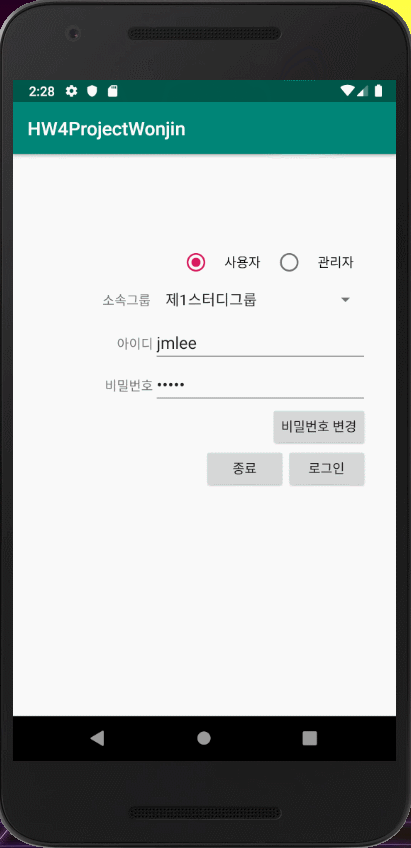 2:28
HW4ProjectWonjin
사용자 관리자
소속그룹 제1스터디그룹
아이디 jmlee
비밀번호 •••••
비밀번호 변경
종료 로그인